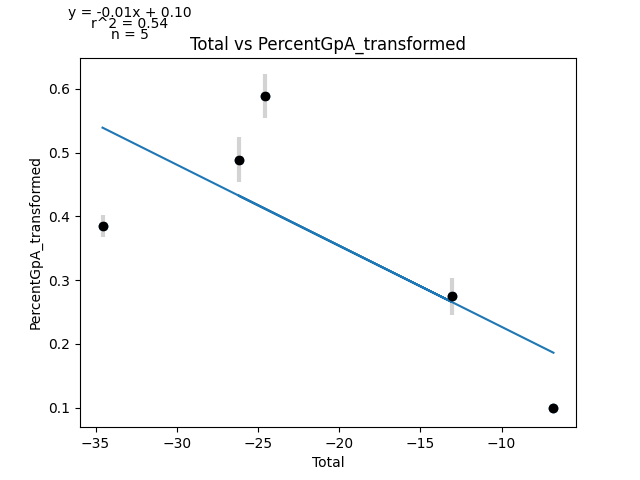 y = -0.01x + 0.10
r^2 = 0.54
n = 5
Total vs PercentGpA_transformed
PercentGpA_transformed
0.6
0.5
0.4
0.3
0.2
0.1
−35 −30 −25 −20 −15 −10
Total